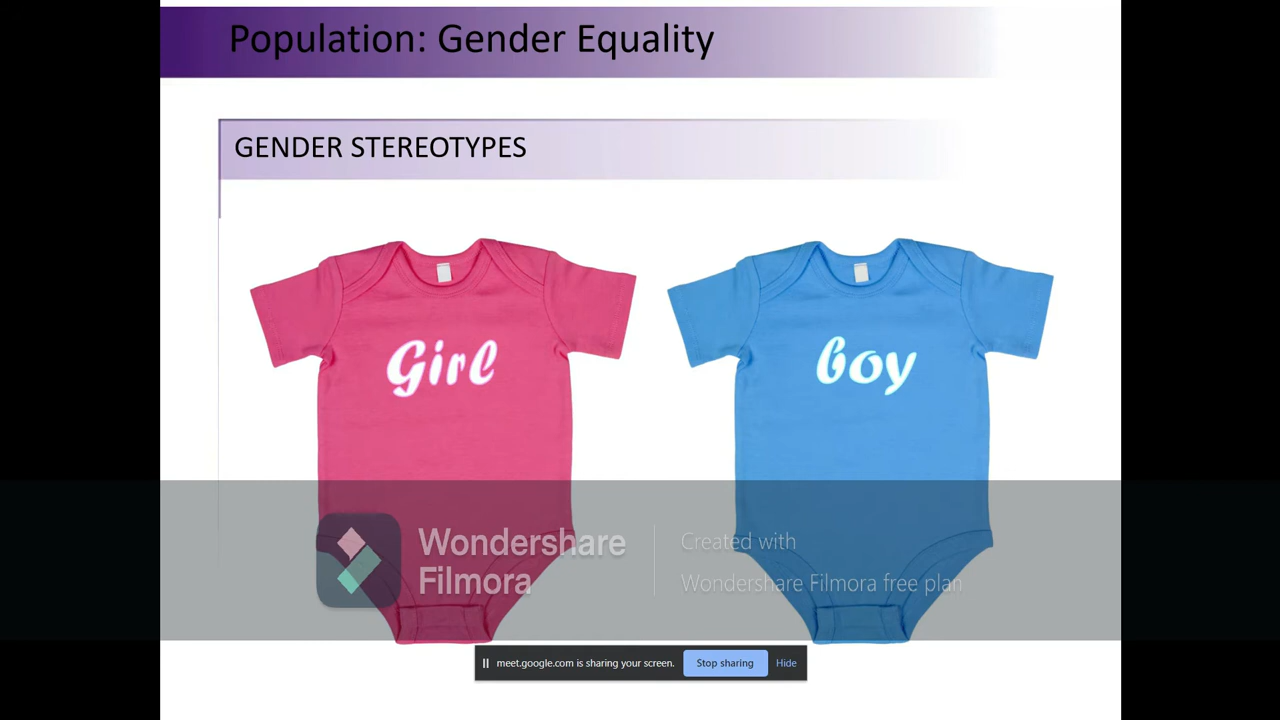 Population: Gender Equality
GENDER STEREOTYPES
Girl
boy
Wondershare
Filmora
Created with
Wondershare Filmora free plan
meet.google.com is sharing your screen.
Stop sharing
Hide